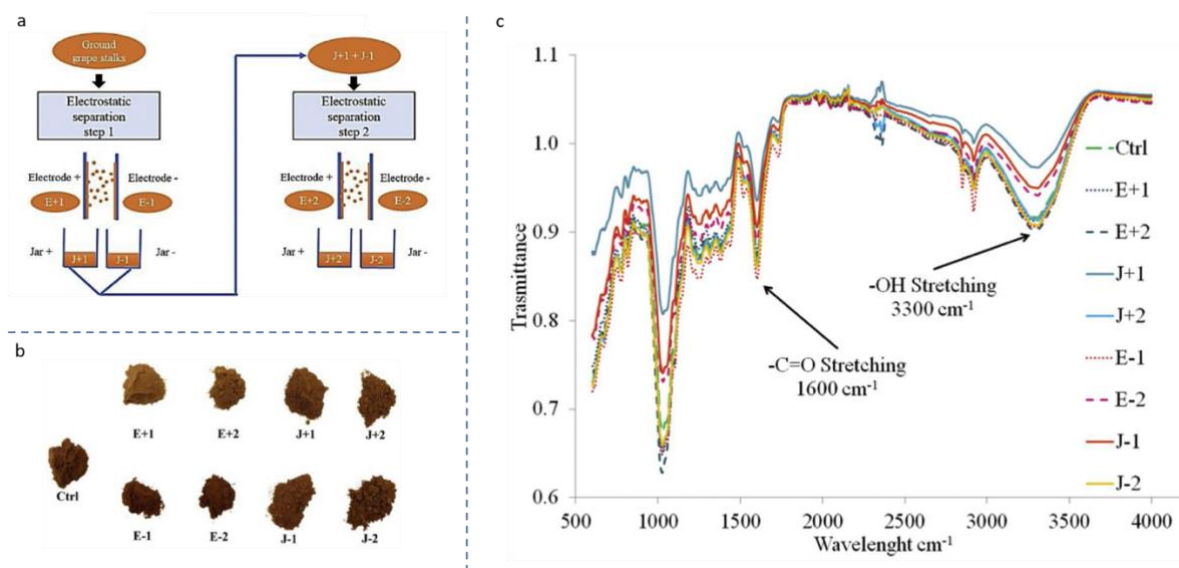 a
Ground
grape stalks
J+1 + J-1
Electrostatic
separation
step 1
Electrostatic
separation
step 2
Electrode +
Electrode -
E+1
E-1
Jar +
J+1
J-1
Jar -
Electrode +
Electrode -
E+2
E-2
Jar +
J+2
J-2
Jar -
b
E+1
E+2
J+1
J+2
Ctrl
E-1
E-2
J-1
J-2
c
Trasmittance
1.1
1.0
0.9
0.8
0.7
0.6
500
1000
1500
2000
2500
3000
3500
4000
Wavelenght cm-¹
-C=O Stretching
1600 cm-¹
-OH Stretching
3300 cm-¹
Ctrl
E+1
E+2
J+1
J+2
E-1
E-2
J-1
J-2